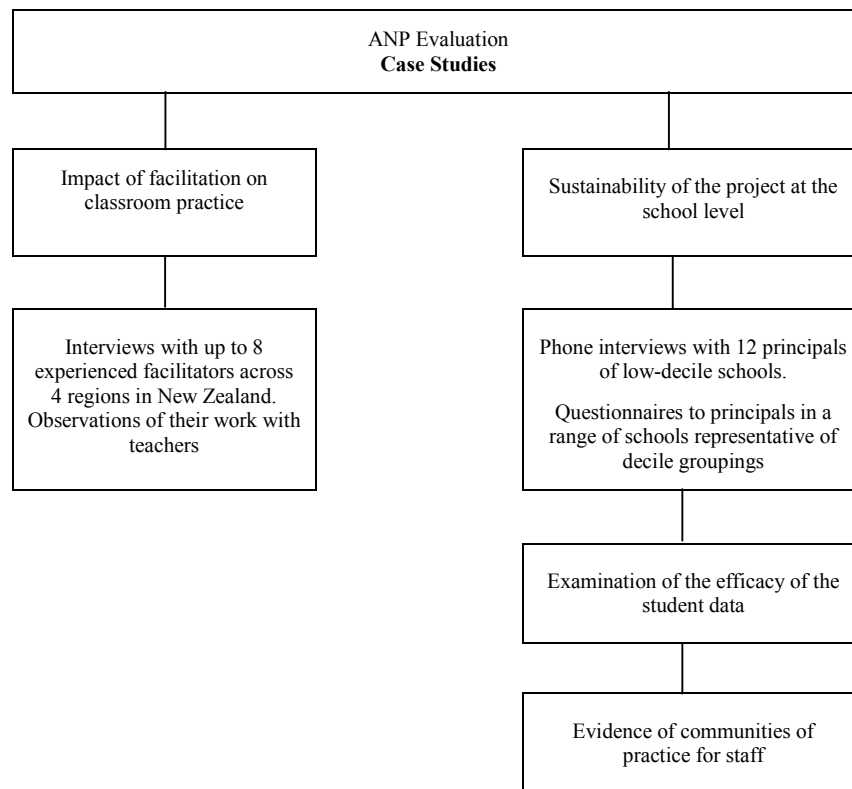 ANP Evaluation
Case Studies
Impact of facilitation on
classroom practice
Interviews with up to 8
experienced facilitators across
4 regions in New Zealand.
Observations of their work with
teachers
Sustainability of the project at the
school level
Phone interviews with 12 principals
of low-decile schools.
Questionnaires to principals in a
range of schools representative of
decile groupings
Examination of the efficacy of the
student data
Evidence of communities of
practice for staff